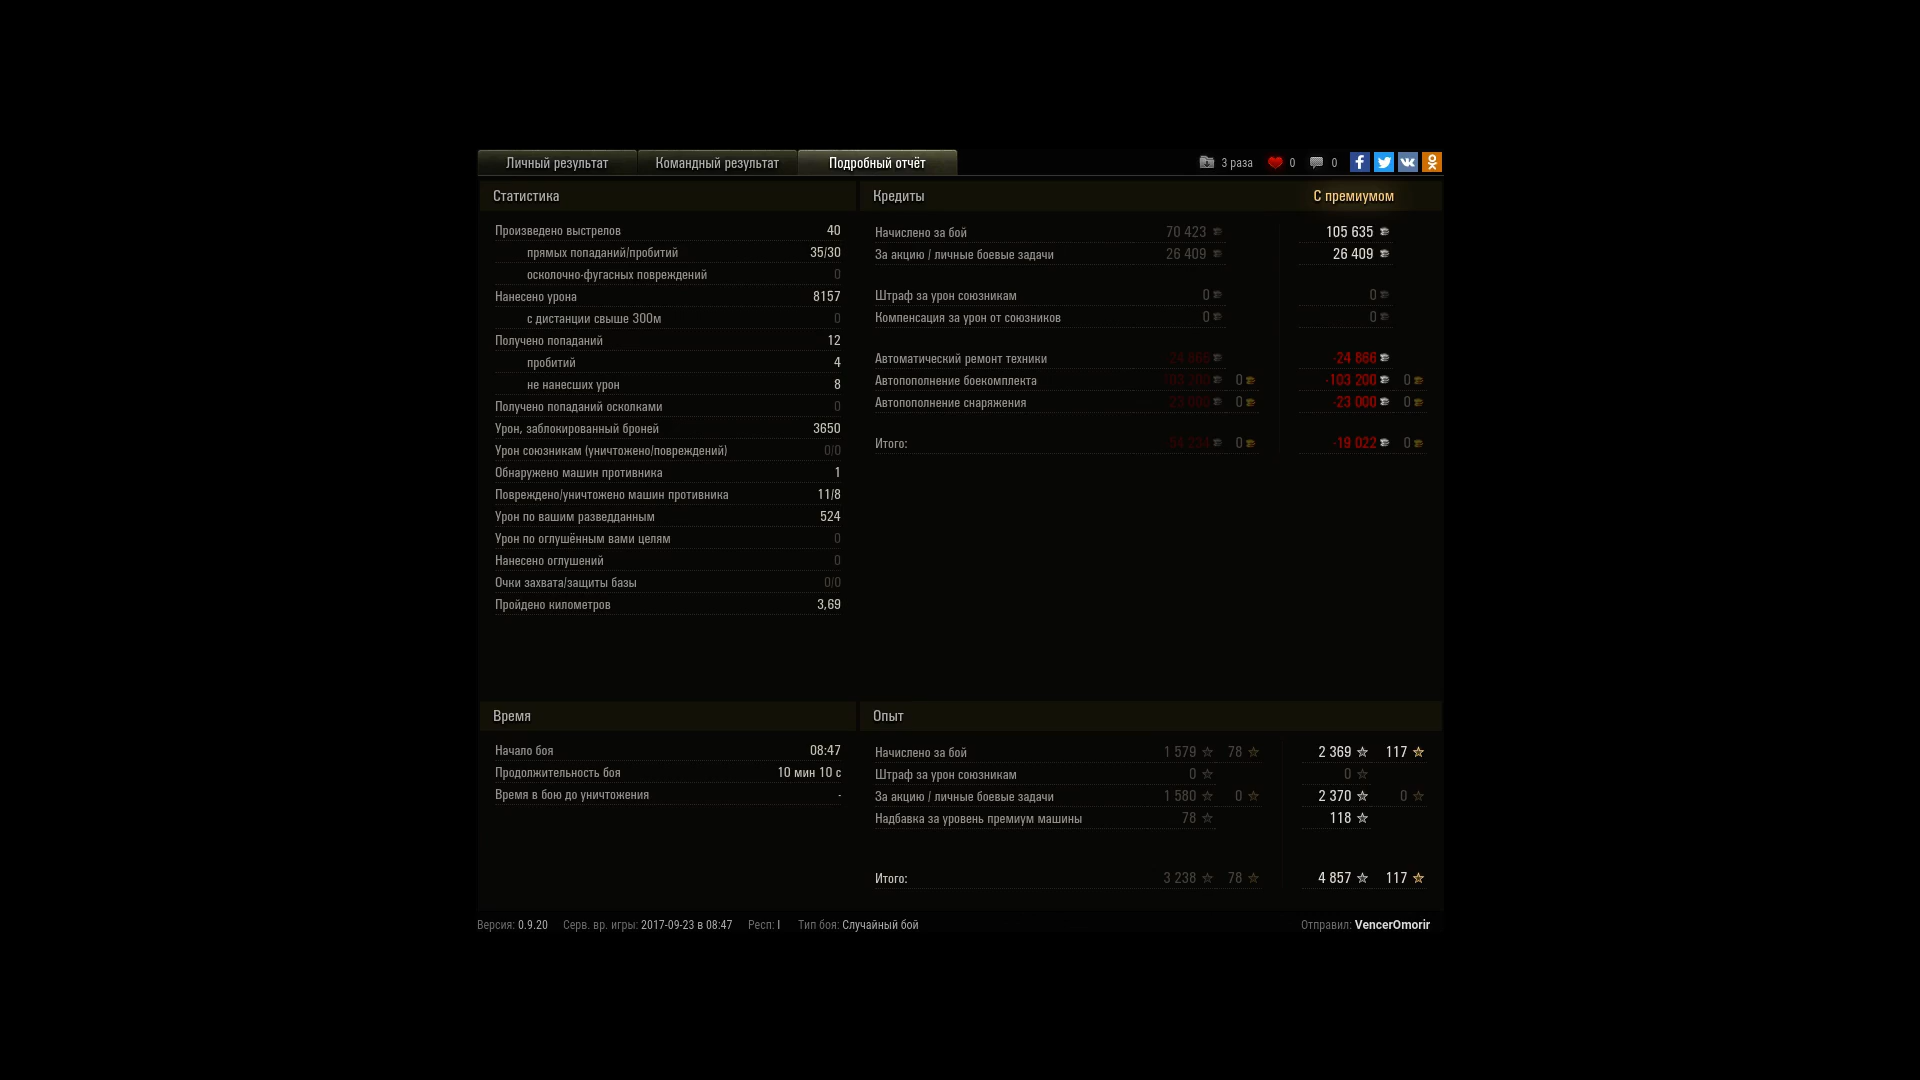 Личный результат Командный результат Подробный отчёт 3 раза 0 0
Статистика
Произведено выстрелов 40
прямых попаданий/пробитий 35/30
осколочно-фугасных повреждений 0
Нанесено урона 8157
с дистанции свыше 300м 0
Получено попаданий 12
пробитий 4
не нанесших урон 8
Получено попаданий осколками 0
Урон, заблокированный броней 3650
Урон союзникам (уничтожено/повреждений) 0/0
Обнаружено машин противника 1
Повреждено/уничтожено машин противника 11/8
Урон по вашим разведданным 524
Урон по оглушённым вами целям 0
Нанесено оглушений 0
Очки захвата/защиты базы 0/0
Пройдено километров 3,69
Кредиты С премиумом
Начислено за бой 70 423 105 635
За акцию / личные боевые задачи 26 409 26 409
Штраф за урон союзникам 0 0
Компенсация за урон от союзников 0 0
Автоматический ремонт техники -24 866 -24 866
Автопополнение боекомплекта -103 200 0 -103 200 0
Автопополнение снаряжения -23 000 0 -23 000 0
Итого: -54 234 0 -19 022 0
Время
Начало боя 08:47
Продолжительность боя 10 мин 10 с
Время в бою до уничтожения -
Опыт
Начислено за бой 1 579 78 2 369 117
Штраф за урон союзникам 0 0
За акцию / личные боевые задачи 1 580 0 2 370 0
Надбавка за уровень премиум машины 78 118
Итого: 3 238 78 4 857 117
Версия: 0.9.20 Серв. вр. игры: 2017-09-23 в 08:47 Респ: I Тип боя: Случайный бой Отправил: VencerOmorir